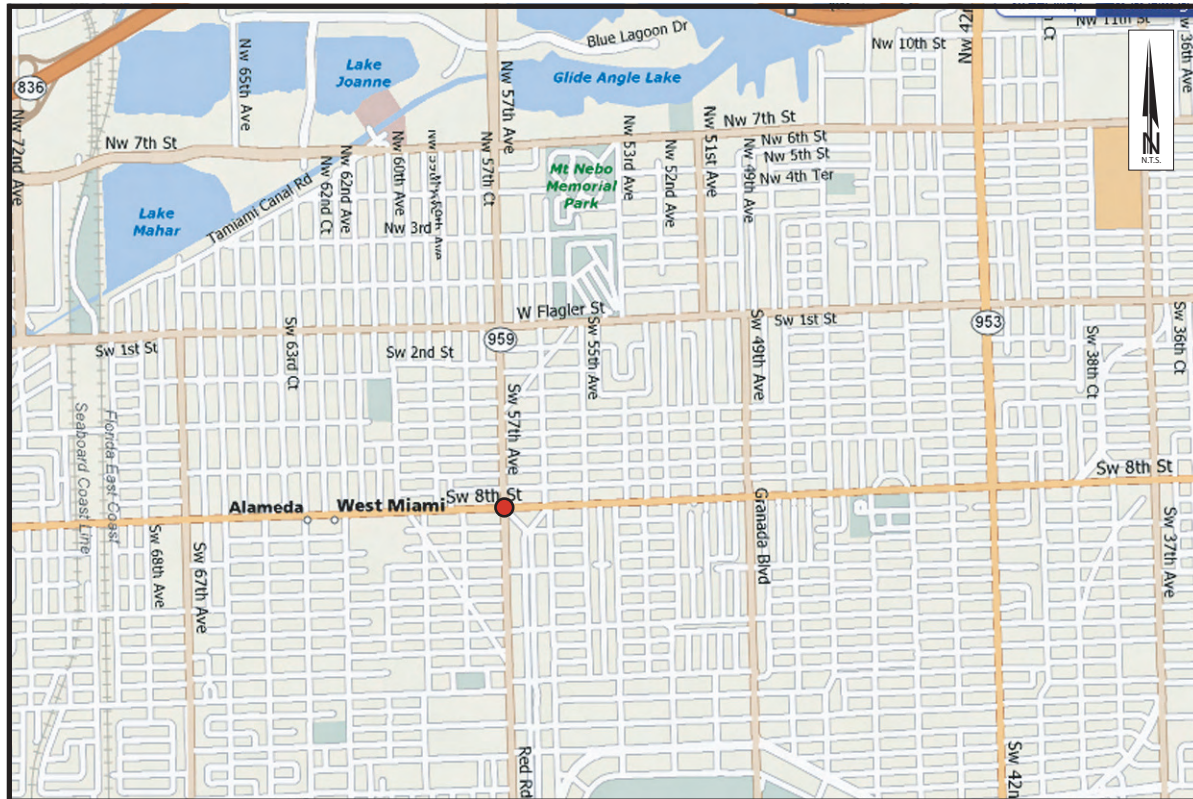 Nw 11th St
Blue Lagoon Dr
Nw 10th St
Nw 65th Ave
Lake
Joanne
Glide Angle Lake
Nw 57th Ave
836
N
N.T.S.
Nw 72nd Ave
Nw 7th St
Nw 7th St
Nw 6th St
Nw 5th St
Nw 4th Ter
Nw 62nd Ct
Nw 62nd Ave
Nw 60th Ave
Nw 57th Ct
Nw 53rd Ave
Nw 52nd Ave
Nw 51st Ave
Nw 49th Ave
Mt Nebo
Memorial
Park
Lake
Mahar
Tamiami Canal Rd
Nw 3rd
W Flagler St
Sw 1st St
959
953
Sw 1st St
Sw 2nd St
Sw 63rd Ct
Sw 55th Ave
Sw 49th Ave
Sw 38th Ct
Sw 36th Ct
Sw 57th Ave
Seaboard Coast Line
Florida East Coast
Sw 8th St
Sw 8th St
Alameda
West Miami
Granada Blvd
Sw 68th Ave
Sw 67th Ave
Sw 37th Ave
Red Rd
Sw 42n